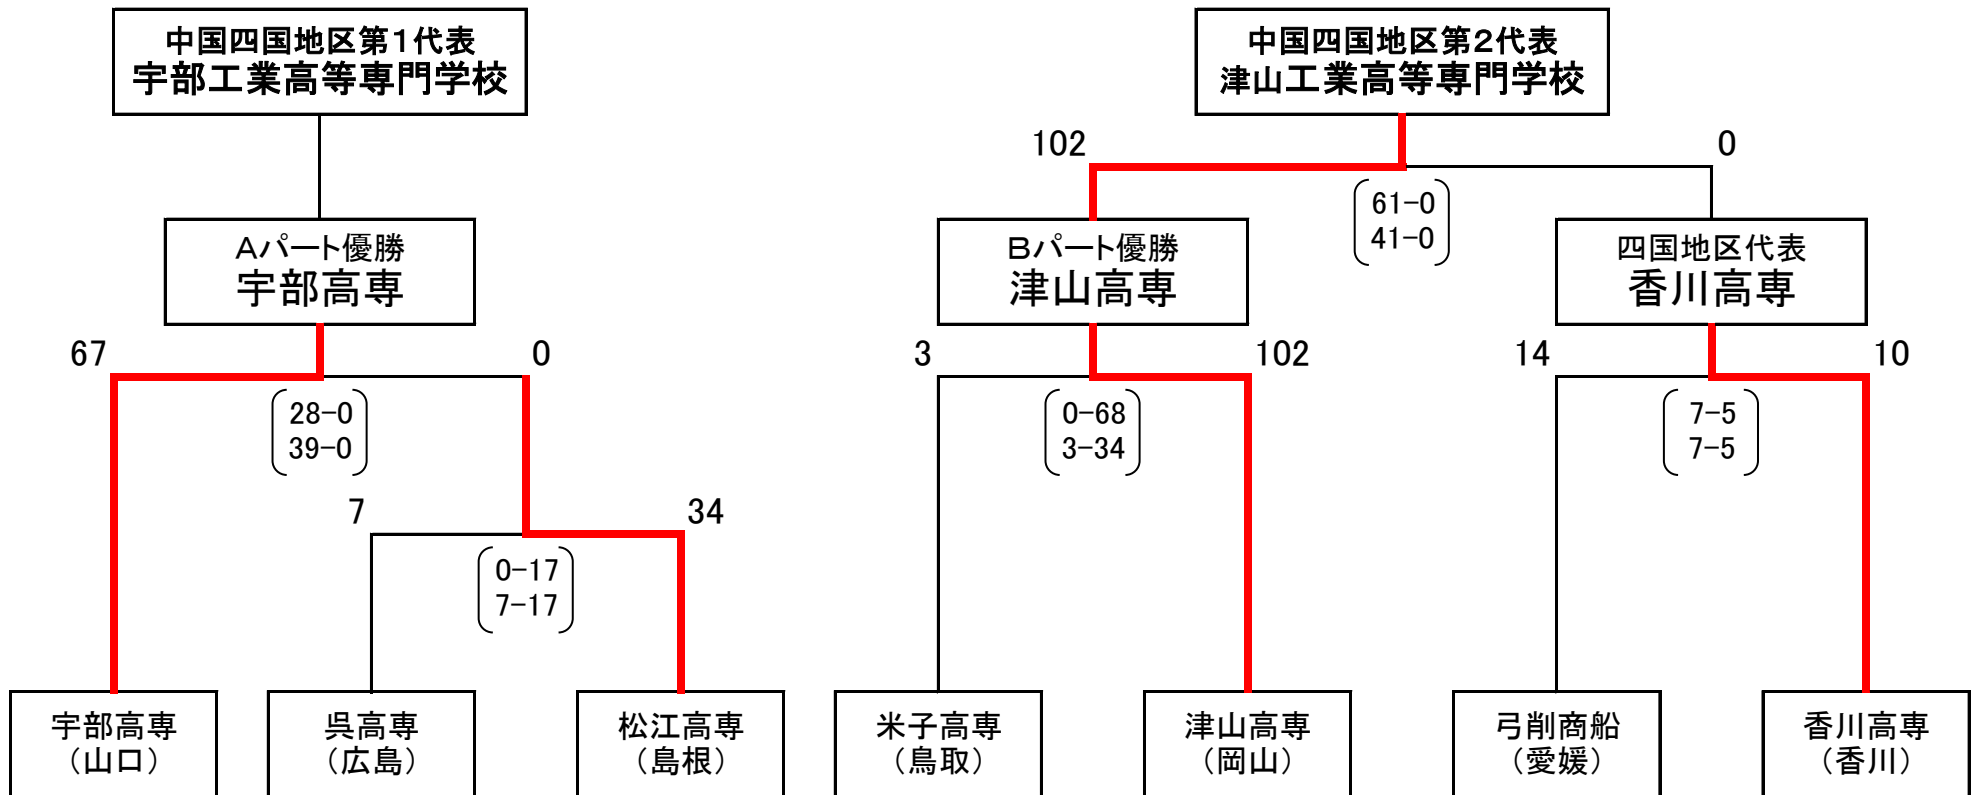 中国四国地区第1代表
宇部工業高等専門学校
中国四国地区第2代表
津山工業高等専門学校
102
0
61-0
41-0
Aパート優勝
宇部高専
Bパート優勝
津山高専
四国地区代表
香川高専
67
0
3
102
14
10
28-0
39-0
0-68
3-34
7-5
7-5
7
34
0-17
7-17
宇部高専
（山口）
呉高専
（広島）
松江高専
（島根）
米子高専
（鳥取）
津山高専
（岡山）
弓削商船
（愛媛）
香川高専
（香川）